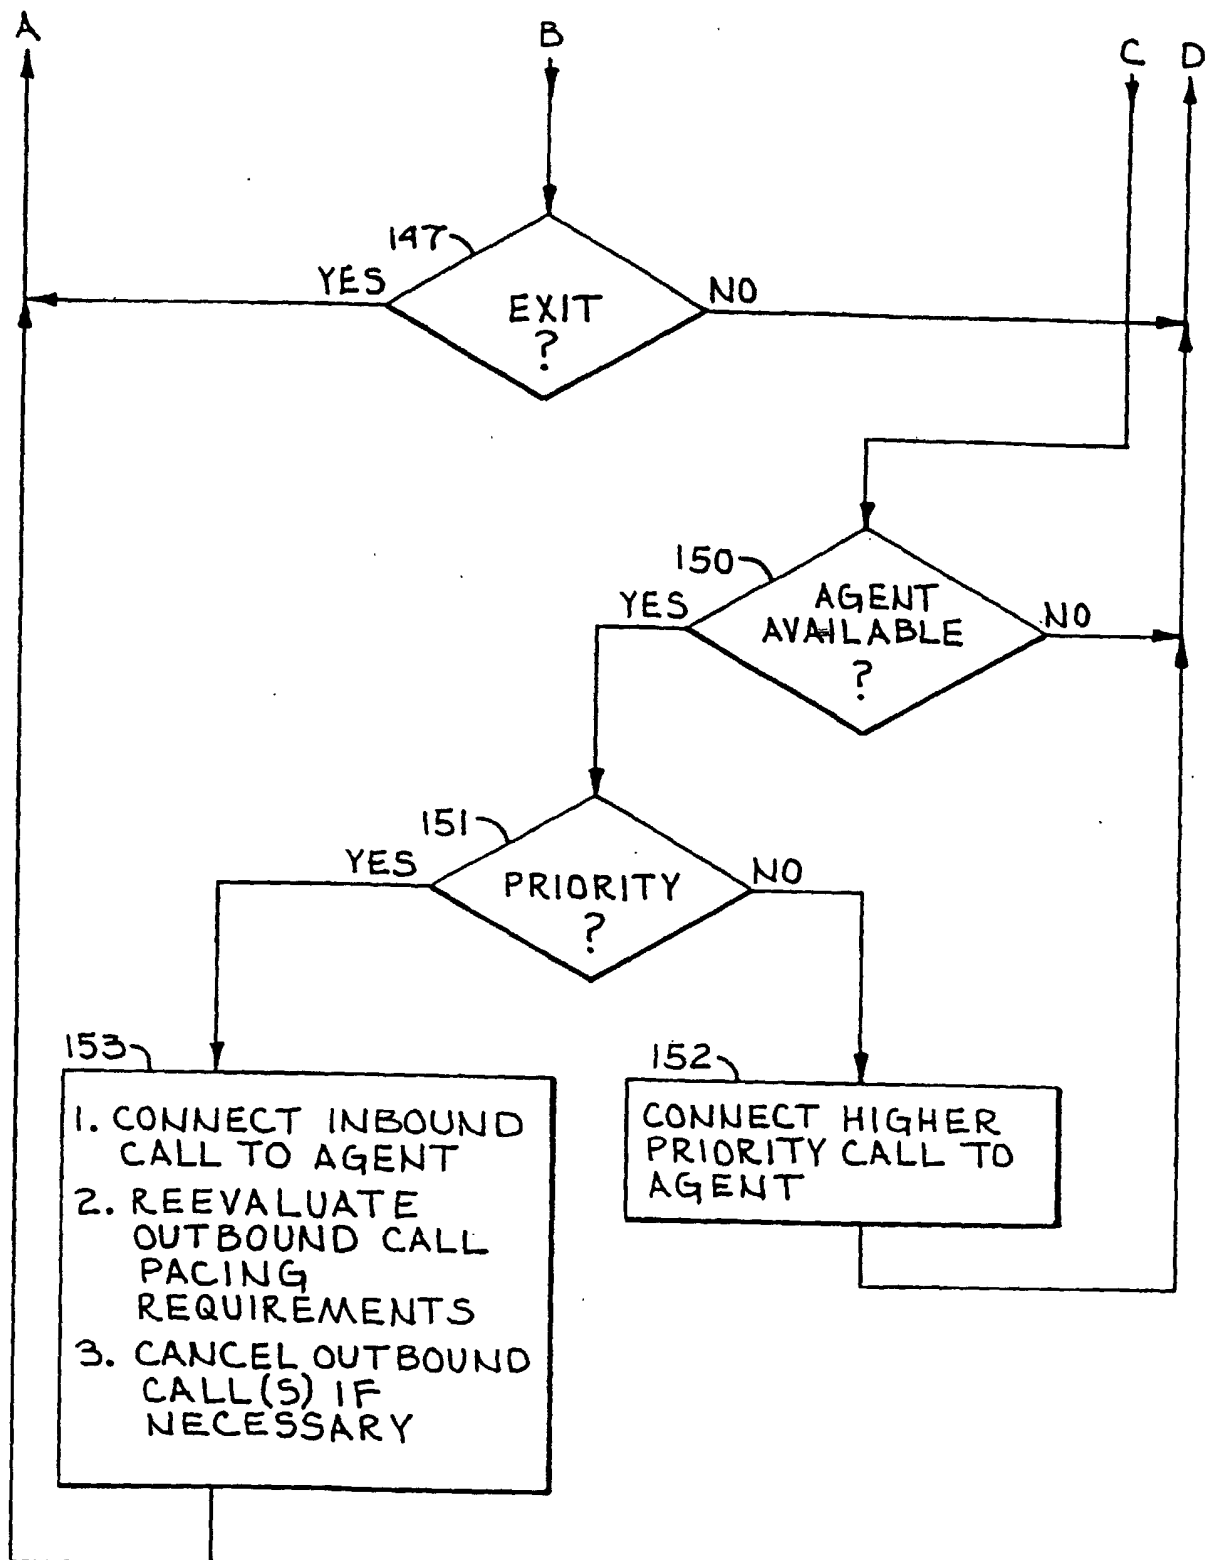 A
B
C D
147
YES
NO
EXIT
?
150
YES
AGENT
NO
AVAILABLE
?
151
YES
NO
PRIORITY
?
153
1. CONNECT INBOUND
CALL TO AGENT
2. REEVALUATE
OUTBOUND CALL
PACING
REQUIREMENTS
3. CANCEL OUTBOUND
CALL(S) IF
NECESSARY
152
CONNECT HIGHER
PRIORITY CALL TO
AGENT